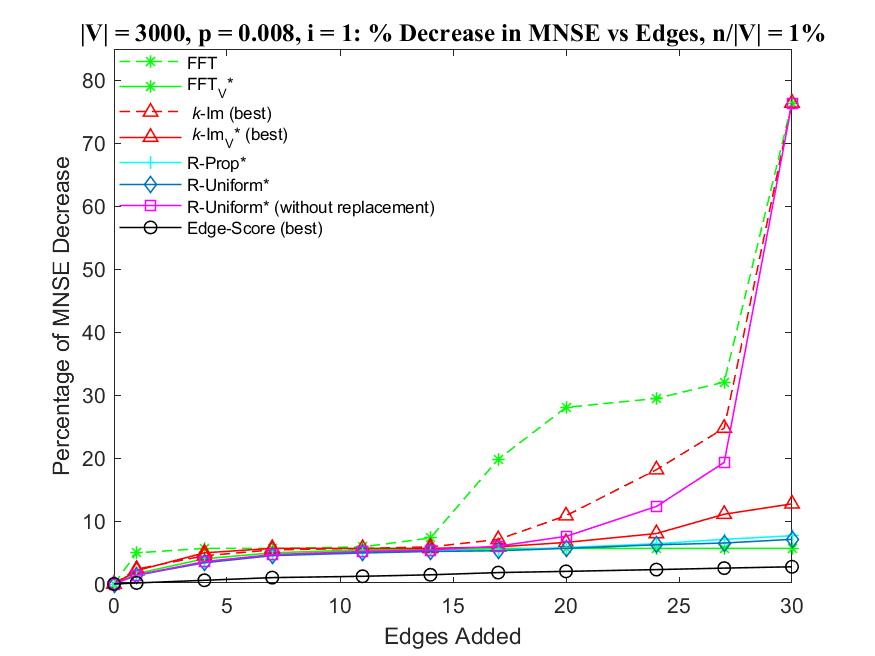 |V| = 3000, p = 0.008, i = 1: % Decrease in MNSE vs Edges, n/|V| = 1%
FFT
FFT_V*
k-Im (best)
k-Im_V* (best)
R-Prop*
R-Uniform*
R-Uniform* (without replacement)
Edge-Score (best)
Percentage of MNSE Decrease
80
70
60
50
40
30
20
10
0
0 5 10 15 20 25 30
Edges Added